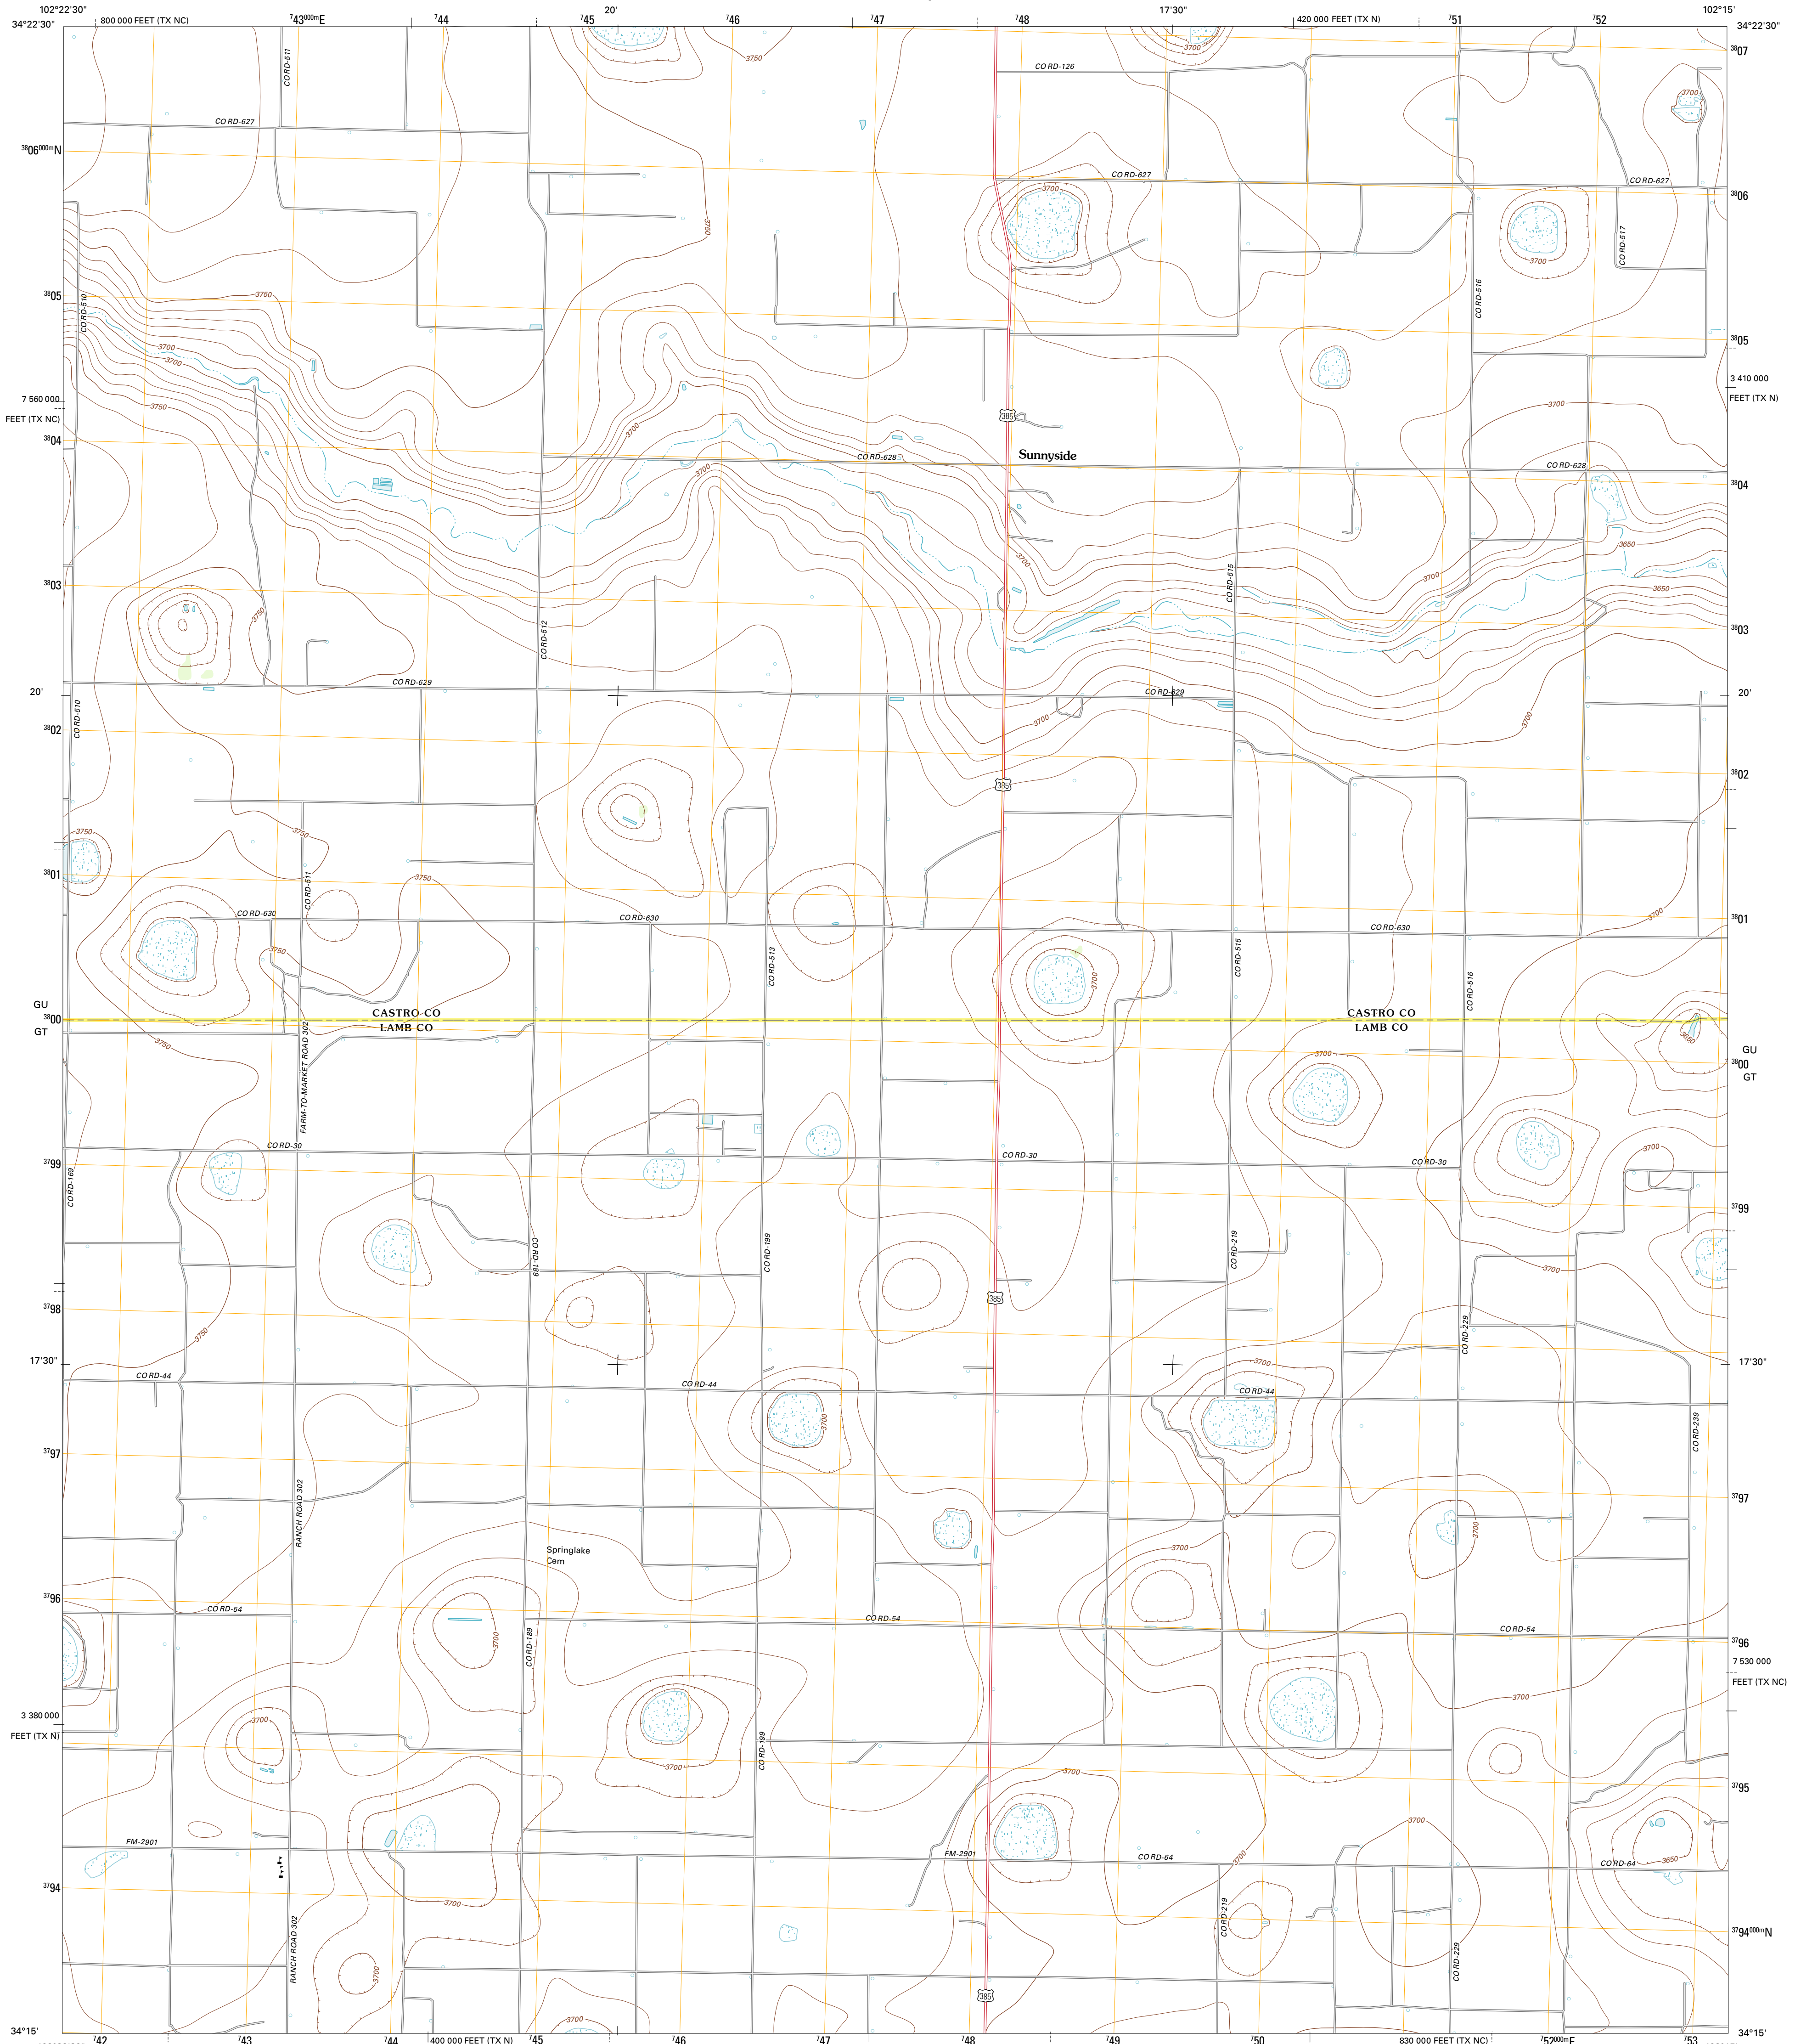 102°22'30"
800 000 FEET (TX NC)
⁷43⁰⁰⁰ᵐE
⁷44
⁷45
20'
⁷46
⁷47
⁷48
17'30"
420 000 FEET (TX N)
⁷51
⁷52
102°15'
34°22'30"
34°22'30"
CO RD-511
3750
3700
³⁸07
CO RD-126
3700
CO RD-627
³⁸06⁰⁰⁰ᵐN
CO RD-627
CO RD-627
3700
³⁸06
3750
CO RD-517
3700
³⁸05
3750
CO RD-510
CO RD-516
3700
3700
³⁸05
3 410 000
FEET (TX N)
7 560 000
FEET (TX NC)
3750
385
3700
3700
³⁸04
CO RD-628
Sunnyside
CO RD-628
3700
³⁸04
3650
3700
3700
³⁸03
CO RD-515
3650
3750
CO RD-512
³⁸03
CO RD-629
CO RD-629
20'
20'
CO RD-510
3700
3700
³⁸02
385
³⁸02
3750
3750
³⁸01
3750
CO RD-511
CO RD-630
CO RD-630
CO RD-630
3700
³⁸01
3750
CO RD-513
CO RD-515
3700
CO RD-516
GU
³⁸00
GT
CASTRO CO
LAMB CO
CASTRO CO
LAMB CO
3750
FARM-TO-MARKET ROAD 302
3700
3650
GU
³⁸00
GT
CO RD-30
CO RD-30
CO RD-30
3700
³⁷99
CO RD-169
³⁷99
CO RD-189
CO RD-199
CO RD-219
3700
³⁷98
385
3750
CO RD-229
17'30"
17'30"
3700
CO RD-44
CO RD-44
CO RD-44
3700
CO RD-239
³⁷97
RANCH ROAD 302
³⁷97
3700
Springlake
Cem
3700
³⁷96
CO RD-54
CO RD-54
CO RD-54
3700
CO RD-189
³⁷96
7 530 000
FEET (TX NC)
3700
3 380 000
FEET (TX N)
3700
CO RD-199
3700
3700
³⁷95
3700
FM-2901
FM-2901
CO RD-64
CO RD-64
3700
3650
³⁷94
3700
CO RD-219
³⁷94⁰⁰⁰ᵐN
RANCH ROAD 302
3700
CO RD-229
385
3700
34°15'
34°15'
⁷42
⁷43
⁷44
400 000 FEET (TX N)
⁷45
⁷46
⁷47
⁷48
⁷49
⁷50
830 000 FEET (TX NC)
⁷52⁰⁰⁰ᵐE
⁷53